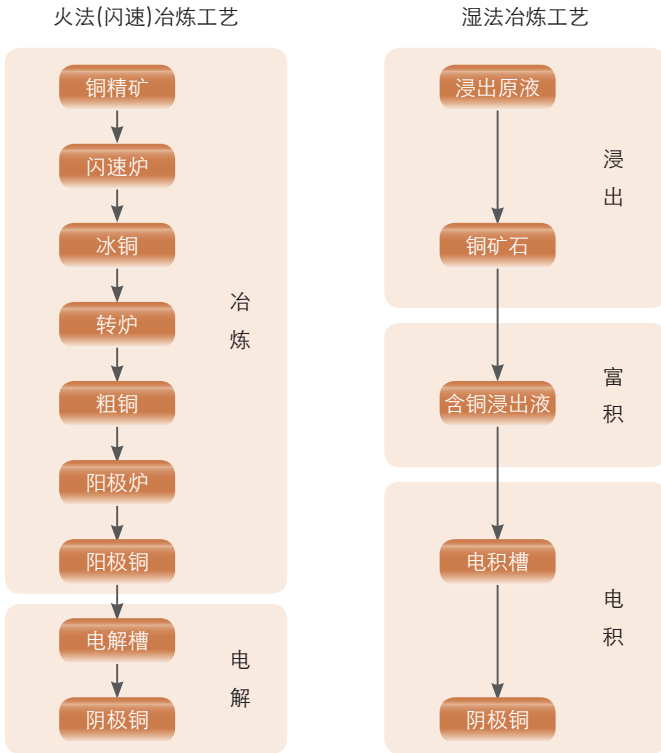 火法(闪速)冶炼工艺
铜精矿
闪速炉
冰铜
转炉
粗铜
阳极炉
阳极铜
冶
炼
电解槽
阴极铜
电
解
湿法冶炼工艺
浸出原液
铜矿石
浸
出
含铜浸出液
富
积
电积槽
阴极铜
电
积